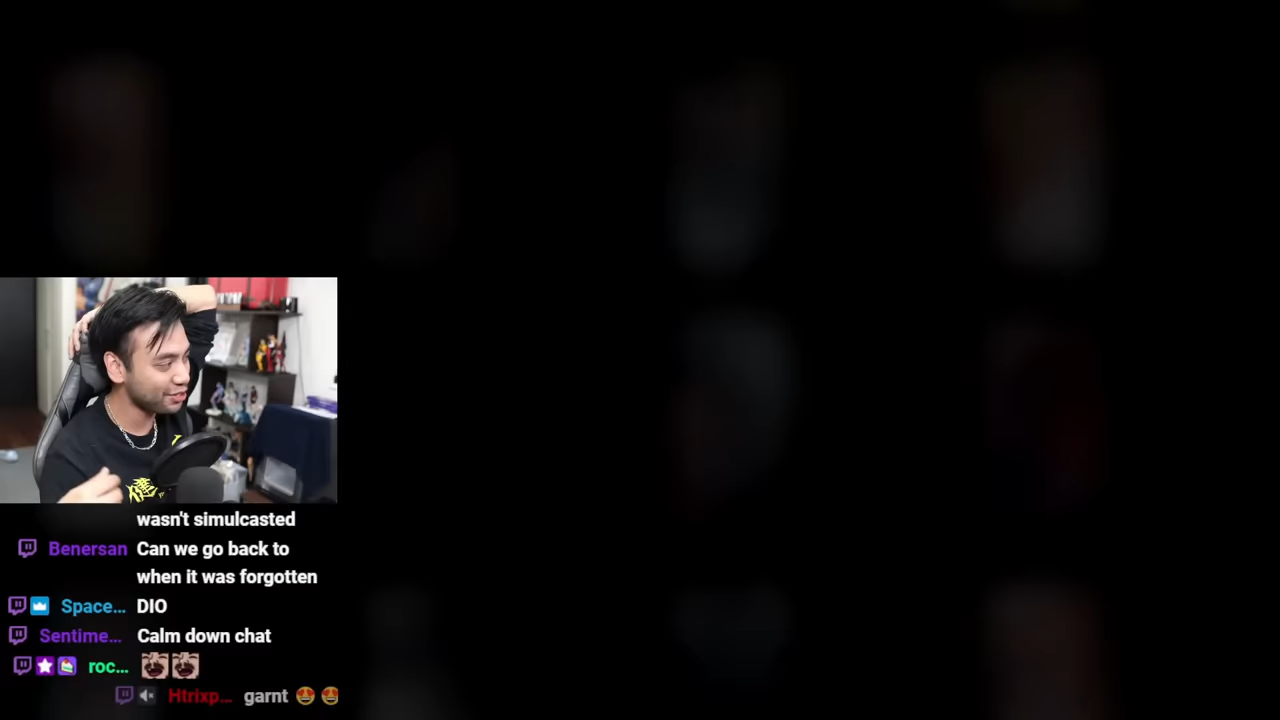 wasn't simulcasted
Benersan Can we go back to
when it was forgotten
Space... DIO
Sentime... Calm down chat
roc...
Htrixp... garnt 😍 😍